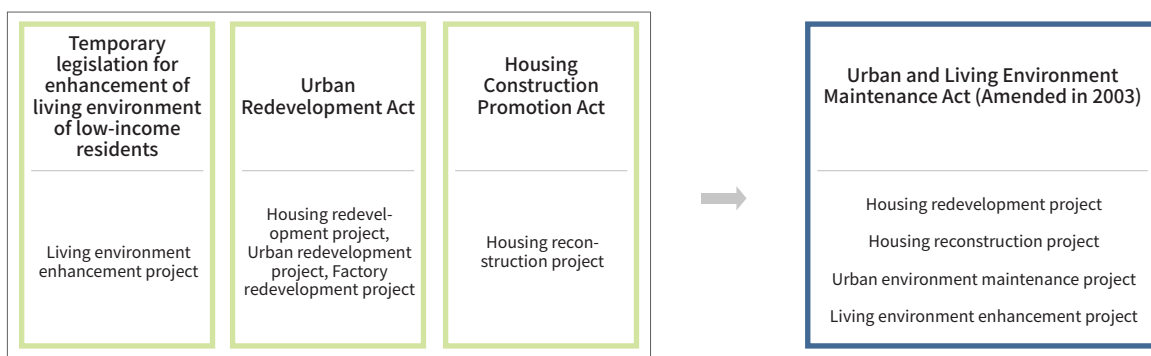 Temporary
legislation for
enhancement of
living environment
of low-income
residents
Living environment
enhancement project
Urban
Redevelopment Act
Housing redevel-
opment project,
Urban redevelopment
project, Factory
redevelopment project
Housing
Construction
Promotion Act
Housing recon-
struction project
Urban and Living Environment
Maintenance Act (Amended in 2003)
Housing redevelopment project
Housing reconstruction project
Urban environment maintenance project
Living environment enhancement project